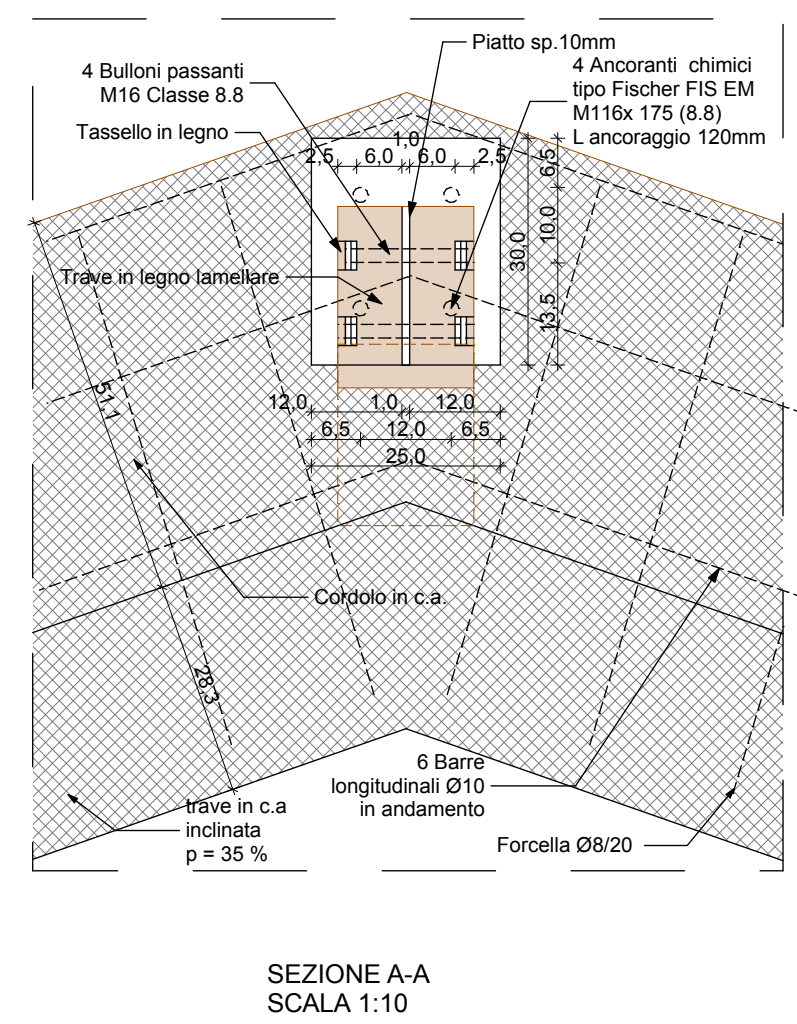 Piatto sp.10mm
4 Bulloni passanti
M16 Classe 8.8
4 Ancoranti chimici
tipo Fischer FIS EM
M116x 175 (8.8)
L ancoraggio 120mm
Tassello in legno
1,0
2,5
6,0
6,0
2,5
6,5
10,0
30,0
13,5
Trave in legno lamellare
12,0
1,0
12,0
6,5
12,0
6,5
25,0
51,1
Cordolo in c.a.
28,3
6 Barre
longitudinali Ø10
in andamento
trave in c.a
inclinata
p = 35 %
Forcella Ø8/20
SEZIONE A-A
SCALA 1:10